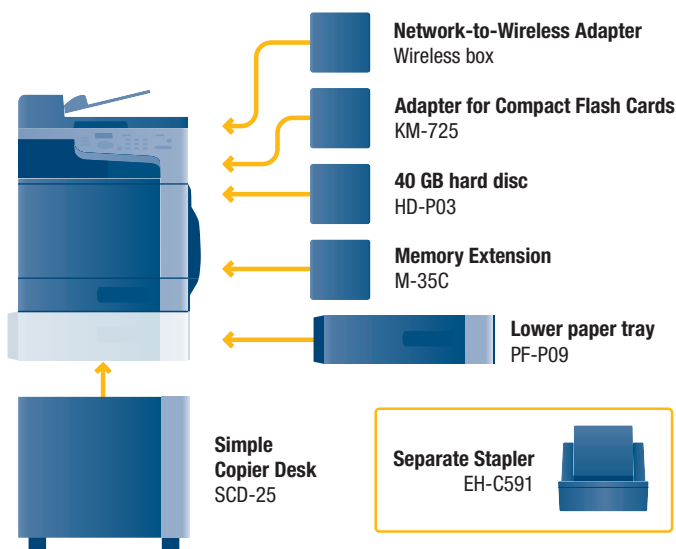 Network-to-Wireless Adapter
Wireless box
Adapter for Compact Flash Cards
KM-725
40 GB hard disc
HD-P03
Memory Extension
M-35C
Lower paper tray
PF-P09
Simple
Copier Desk
SCD-25
Separate Stapler
EH-C591